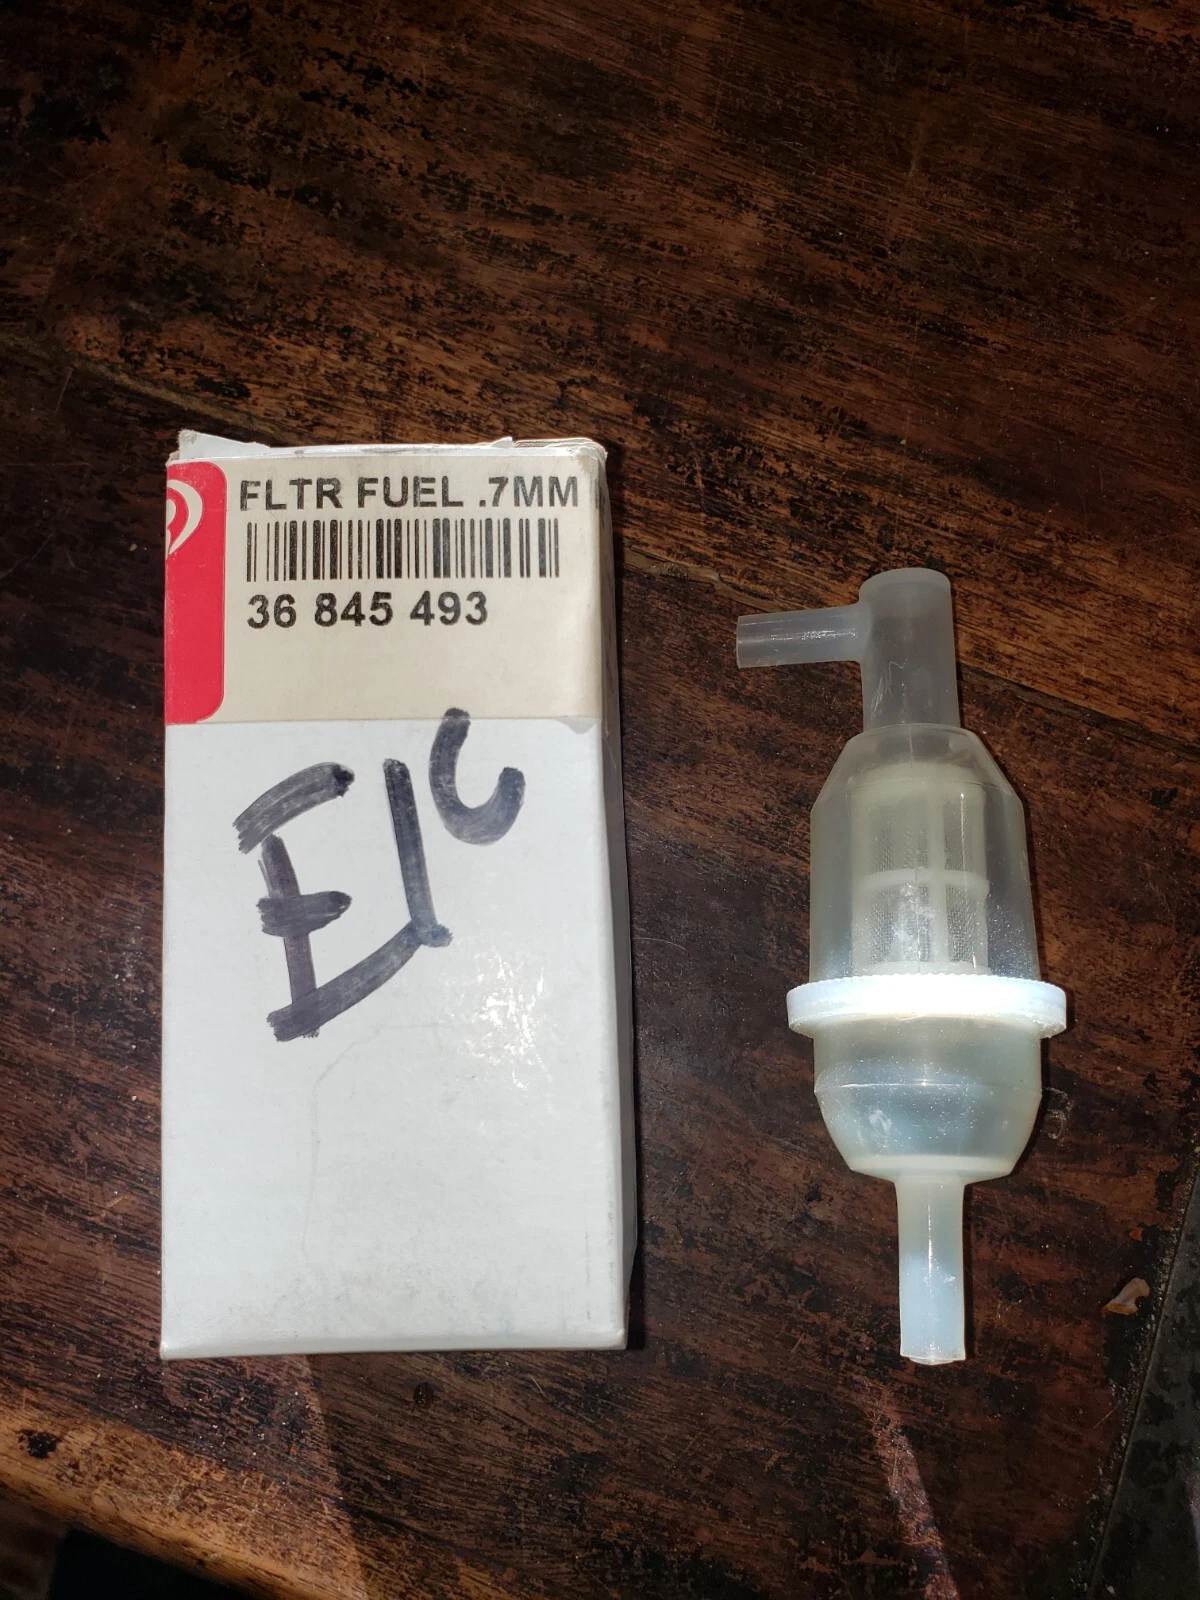 FLTR FUEL .7MM
36 845 493
E/C